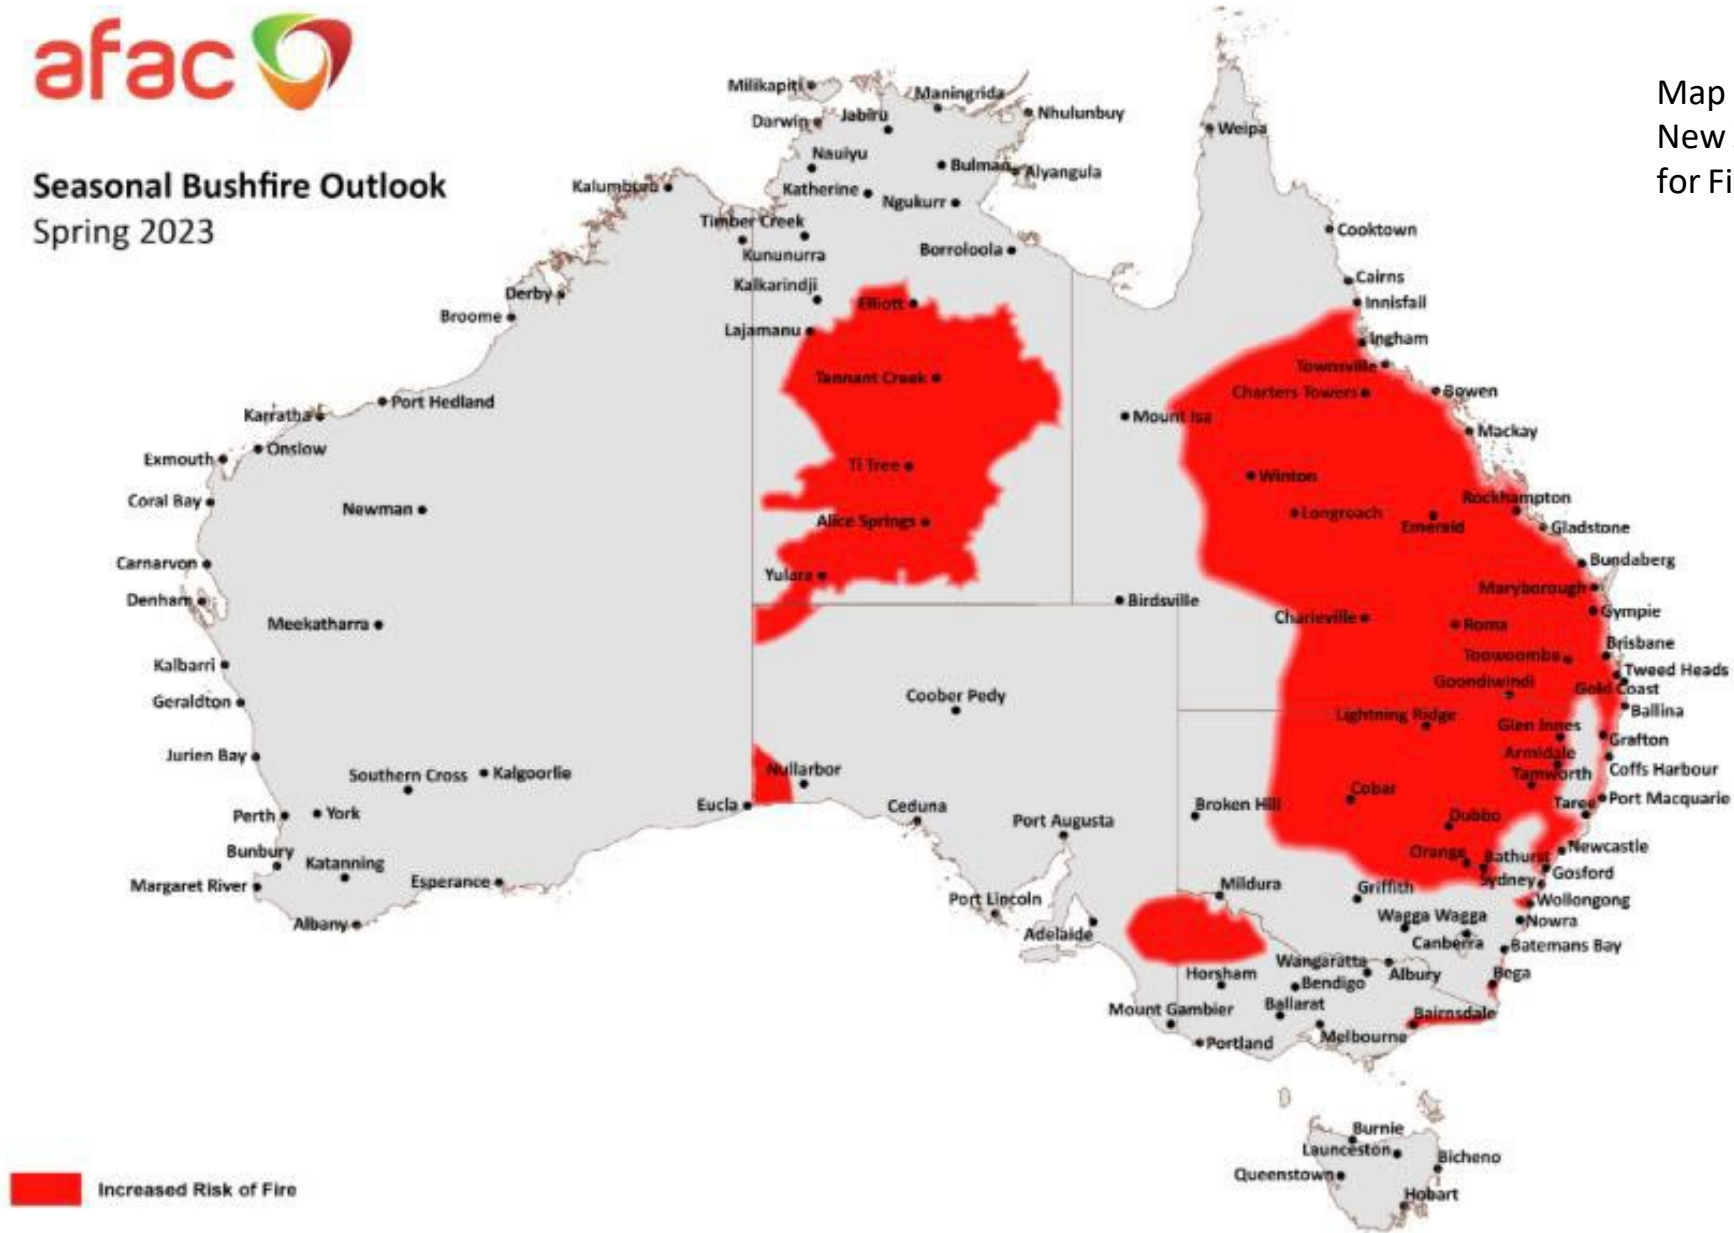 afac
Map
New
for Fi
Seasonal Bushfire Outlook
Spring 2023
Milikapiti
Maningrida
Darwin
Jabiru
Nhulunbuy
Weipa
Nauiyu
Bulman
Alyangula
Kalumburu
Katherine
Ngukurr
Timber Creek
Cooktown
Kununurra
Borroloola
Cairns
Kalkarindji
Derby
Elliott
Innisfail
Broome
Lajamanu
Ingham
Townsville
Tennant Creek
Charters Towers
Bowen
Karratha
Port Hedland
Mount Isa
Mackay
Exmouth
Onslow
Ti Tree
Winton
Coral Bay
Newman
Rockhampton
Longreach
Alice Springs
Emerald
Gladstone
Carnarvon
Bundaberg
Yulara
Maryborough
Denham
Birdsville
Gympie
Meekatharra
Charleville
Roma
Brisbane
Kalbarri
Toowoomba
Tweed Heads
Goondiwindi
Gold Coast
Geraldton
Coober Pedy
Ballina
Lightning Ridge
Glen Innes
Grafton
Jurien Bay
Armidale
Southern Cross
Kalgoorlie
Nullarbor
Tamworth
Coffs Harbour
Cobar
Port Macquarie
Perth
York
Eucla
Ceduna
Broken Hill
Taree
Port Augusta
Dubbo
Bunbury
Katanning
Orange
Bathurst
Newcastle
Margaret River
Esperance
Mildura
Griffith
Sydney
Gosford
Port Lincoln
Wollongong
Albany
Adelaide
Wagga Wagga
Nowra
Canberra
Batemans Bay
Wangaratta
Horsham
Bendigo
Albury
Bega
Mount Gambier
Ballarat
Bairnsdale
Portland
Melbourne
Burnie
Launceston
Bicheno
Queenstown
Hobart
Increased Risk of Fire